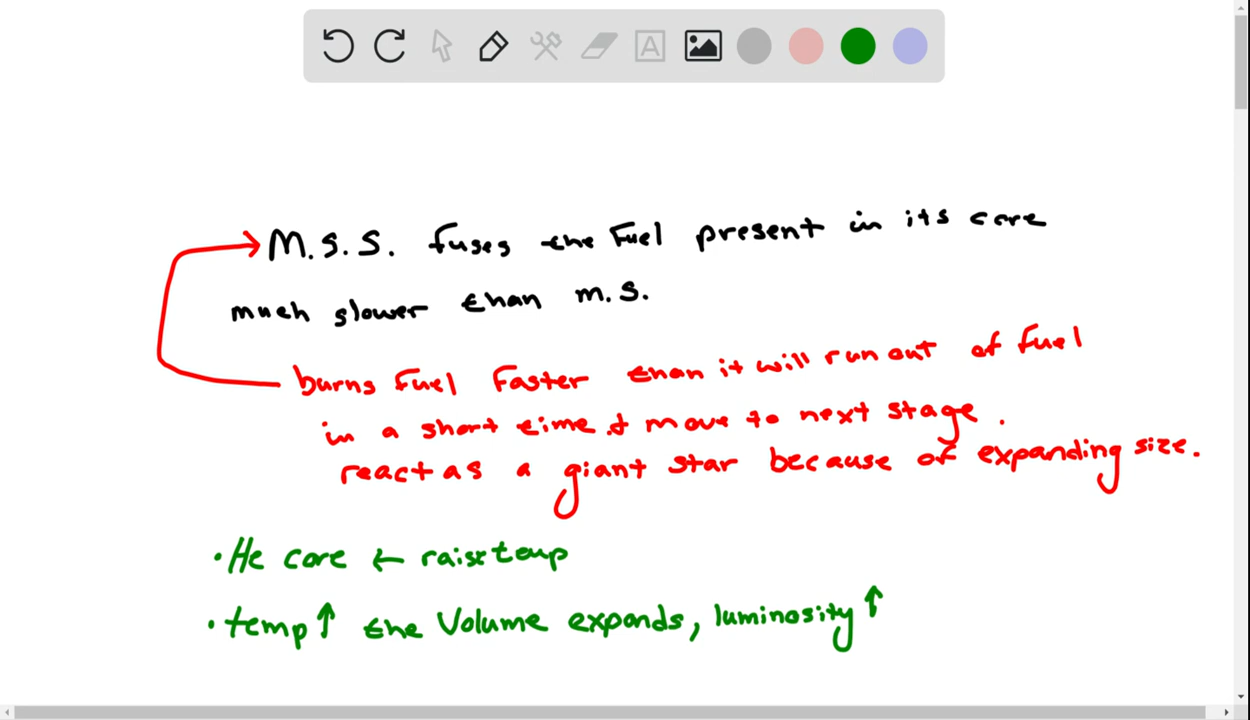 M.S.S. fuses the fuel present in its core
much slower than m.s.
burns fuel faster than it will run out of fuel
in a short time & move to next stage.
react as a giant star because of expanding size.
• He core ← raise temp
• temp ↑ the Volume expands, luminosity ↑